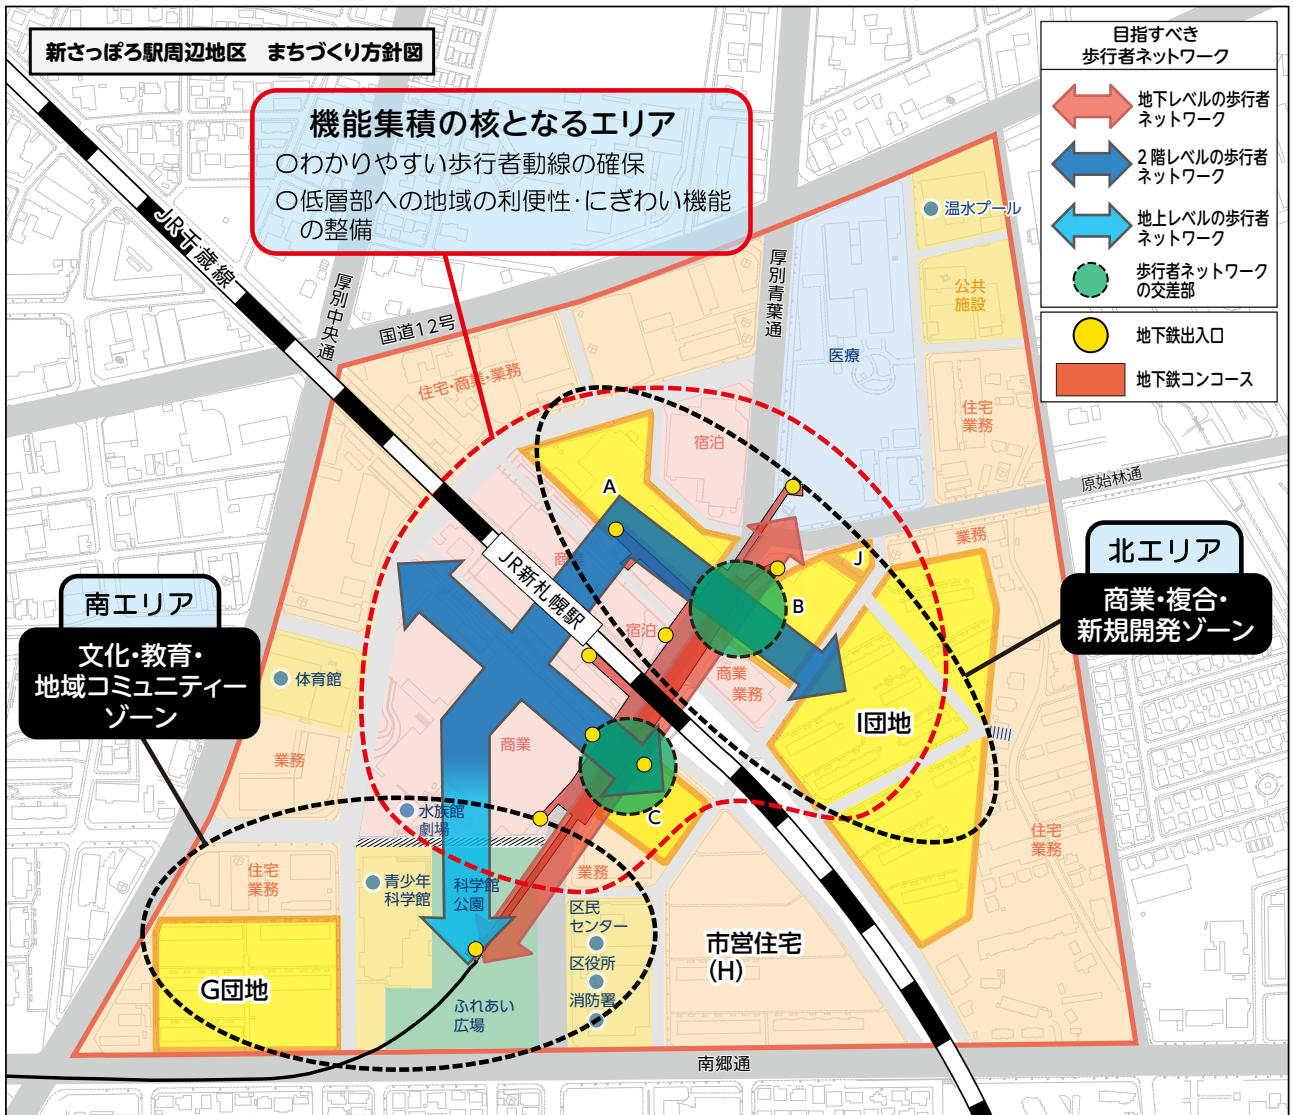 新さっぽろ駅周辺地区　まちづくり方針図
機能集積の核となるエリア
○わかりやすい歩行者動線の確保
○低層部への地域の利便性・にぎわい機能
の整備
目指すべき
歩行者ネットワーク
地下レベルの歩行者
ネットワーク
2階レベルの歩行者
ネットワーク
地上レベルの歩行者
ネットワーク
歩行者ネットワーク
の交差部
地下鉄出入口
地下鉄コンコース
JR千歳線
厚別中央通
国道12号
厚別青葉通
温水プール
公共
施設
医療
住宅・商業・業務
住宅
業務
宿泊
原始林通
A
業務
J
商業
JR新札幌駅
北エリア
商業・複合・
新規開発ゾーン
南エリア
文化・教育・
地域コミュニティー
ゾーン
B
宿泊
体育館
商業
業務
I団地
商業
業務
水族館
劇場
C
住宅
業務
住宅
業務
青少年
科学館
科学館
公園
業務
区民
センター
区役所
消防署
市営住宅
(H)
G団地
ふれあい
広場
南郷通